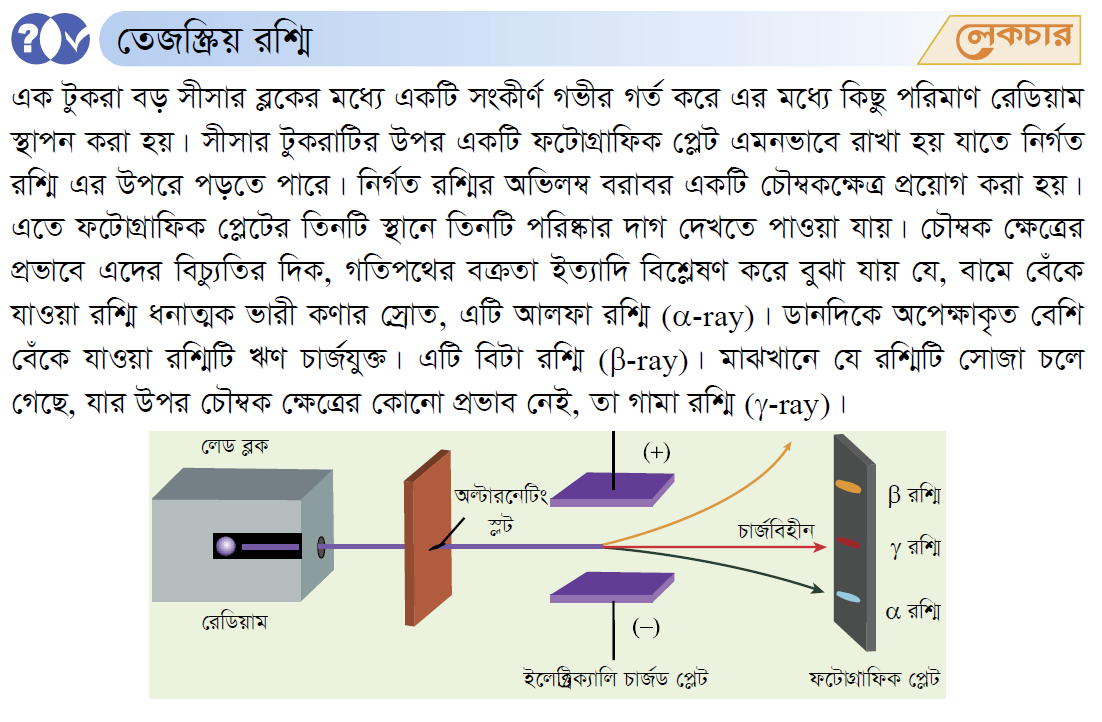 তেজস্ক্রিয় রশ্মি
লেকচার
এক টুকরা বড় সীসার ব্লকের মধ্যে একটি সংকীর্ণ গভীর গর্ত করে এর মধ্যে কিছু পরিমাণ রেডিয়াম
স্থাপন করা হয়। সীসার টুকরাটির উপর একটি ফটোগ্রাফিক প্লেট এমনভাবে রাখা হয় যাতে নির্গত
রশ্মি এর উপরে পড়তে পারে। নির্গত রশ্মির অভিলম্ব বরাবর একটি চৌম্বকক্ষেত্র প্রয়োগ করা হয়।
এতে ফটোগ্রাফিক প্লেটের তিনটি স্থানে তিনটি পরিষ্কার দাগ দেখতে পাওয়া যায়। চৌম্বক ক্ষেত্রের
প্রভাবে এদের বিচ্যুতির দিক, গতিপথের বক্রতা ইত্যাদি বিশ্লেষণ করে বুঝা যায় যে, বামে বেঁকে
যাওয়া রশ্মি ধনাত্মক ভারী কণার স্রোত, এটি আলফা রশ্মি (α-ray)। ডানদিকে অপেক্ষাকৃত বেশি
বেঁকে যাওয়া রশ্মিটি ঋণ চার্জযুক্ত। এটি বিটা রশ্মি (β-ray)। মাঝখানে যে রশ্মিটি সোজা চলে
গেছে, যার উপর চৌম্বক ক্ষেত্রের কোনো প্রভাব নেই, তা গামা রশ্মি (γ-ray)।
লেড ব্লক
(+)
অল্টারনেটিং
স্লট
β রশ্মি
চার্জবিহীন
γ রশ্মি
α রশ্মি
রেডিয়াম
(–)
ইলেক্ট্রিক্যালি চার্জড প্লেট
ফটোগ্রাফিক প্লেট